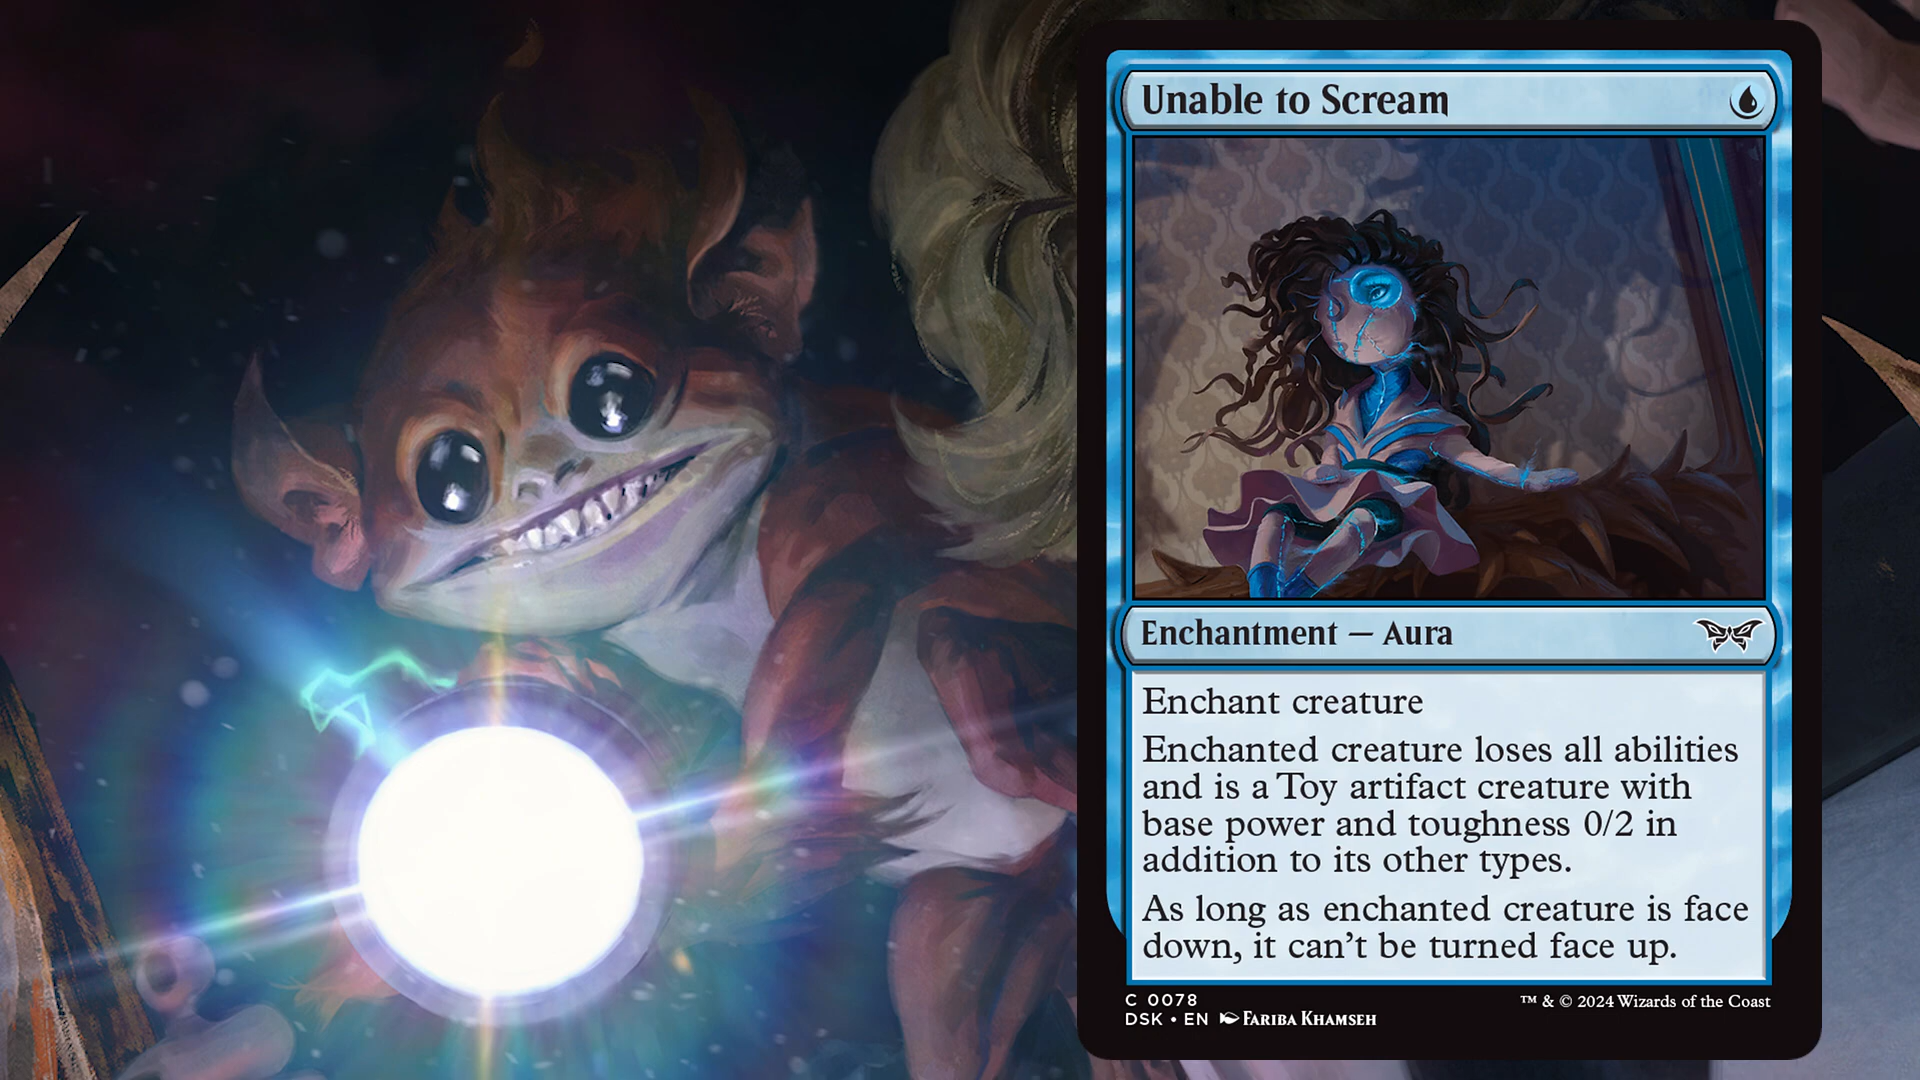 Unable to Scream
Enchantment — Aura
Enchant creature
Enchanted creature loses all abilities
and is a Toy artifact creature with
base power and toughness 0/2 in
addition to its other types.
As long as enchanted creature is face
down, it can't be turned face up.
C 0078
DSK • EN Fariba Khamseh
™ & © 2024 Wizards of the Coast